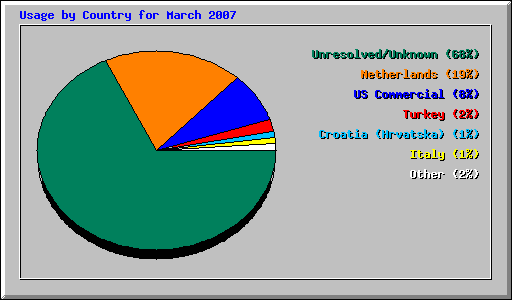 Usage by Country for March 2007
Unresolved/Unknown (68%)
Netherlands (19%)
US Commercial (8%)
Turkey (2%)
Croatia (Hrvatska) (1%)
Italy (1%)
Other (2%)